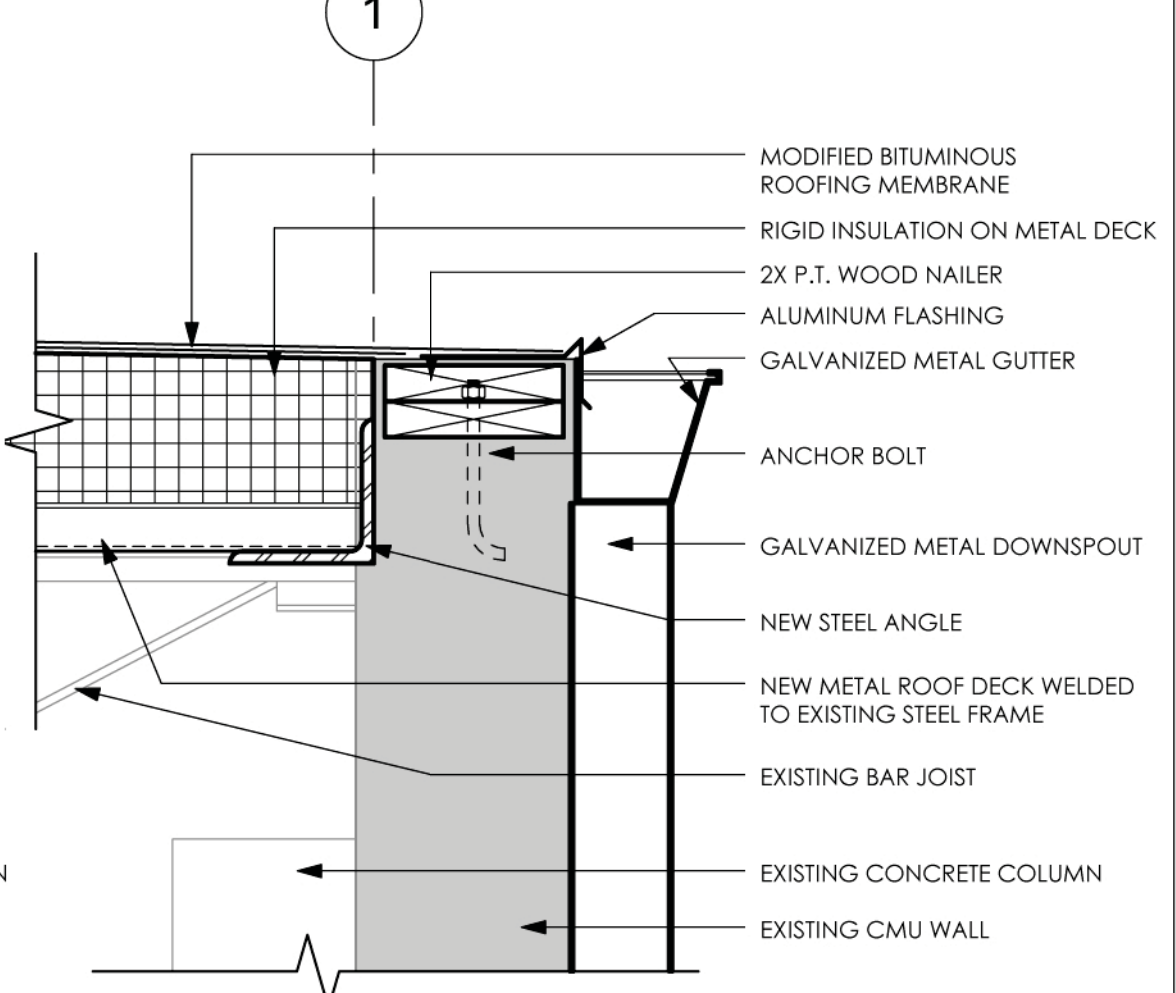 1
MODIFIED BITUMINOUS
ROOFING MEMBRANE
RIGID INSULATION ON METAL DECK
2X P.T. WOOD NAILER
ALUMINUM FLASHING
GALVANIZED METAL GUTTER
ANCHOR BOLT
GALVANIZED METAL DOWNSPOUT
NEW STEEL ANGLE
NEW METAL ROOF DECK WELDED
TO EXISTING STEEL FRAME
EXISTING BAR JOIST
N
EXISTING CONCRETE COLUMN
EXISTING CMU WALL